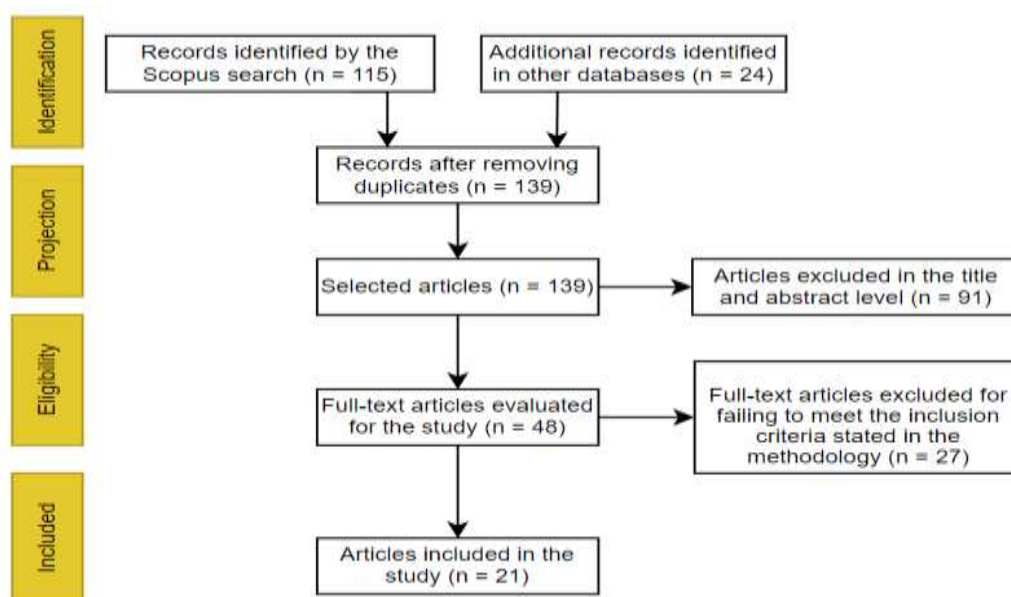 Identification
Records identified by the
Scopus search (n = 115)
Additional records identified
in other databases (n = 24)
Records after removing
duplicates (n = 139)
Projection
Selected articles (n = 139)
Articles excluded in the title
and abstract level (n = 91)
Eligibility
Full-text articles evaluated
for the study (n = 48)
Full-text articles excluded for
failing to meet the inclusion
criteria stated in the
methodology (n = 27)
Included
Articles included in the
study (n = 21)